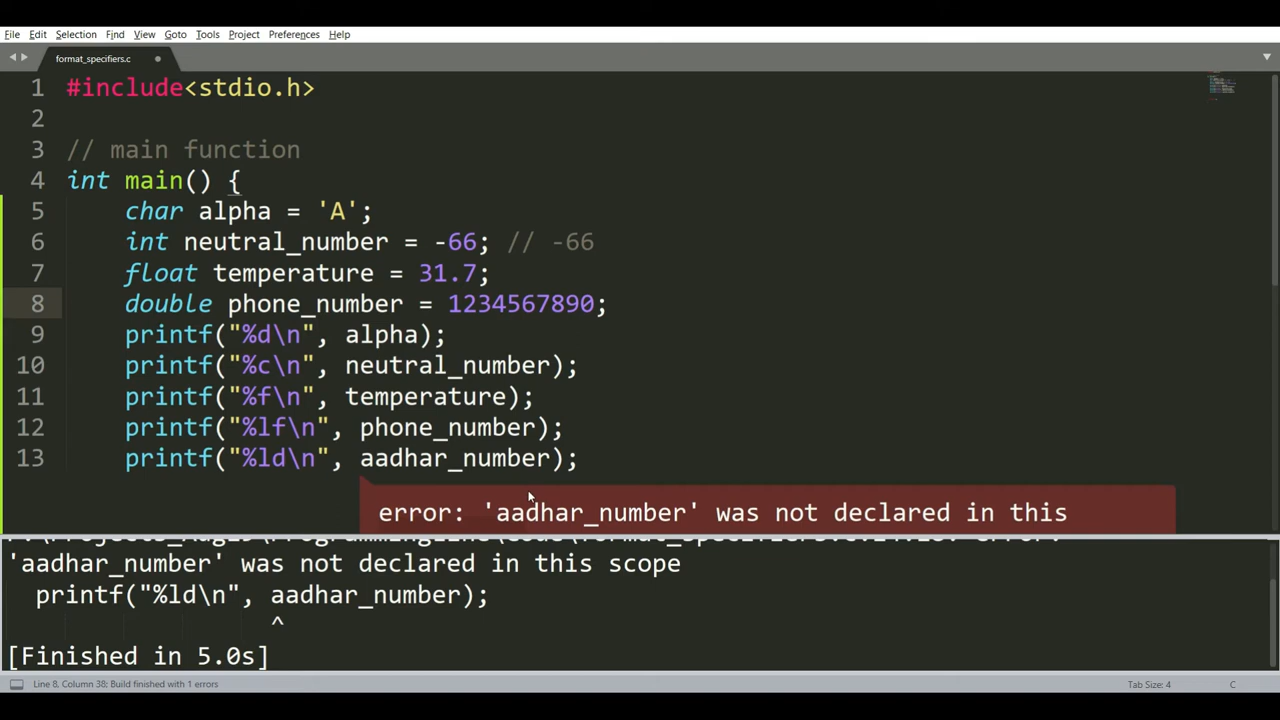 File Edit Selection Find View Goto Tools Project Preferences Help
format_specifiers.c
1 #include<stdio.h>
2
3 // main function
4 int main() {
5 char alpha = 'A';
6 int neutral_number = -66; // -66
7 float temperature = 31.7;
8 double phone_number = 1234567890;
9 printf("%d\n", alpha);
10 printf("%c\n", neutral_number);
11 printf("%f\n", temperature);
12 printf("%lf\n", phone_number);
13 printf("%ld\n", aadhar_number);
error: 'aadhar_number' was not declared in this
'aadhar_number' was not declared in this scope
printf("%ld\n", aadhar_number);
^
[Finished in 5.0s]
Line 8, Column 38; Build finished with 1 errors Tab Size: 4 C